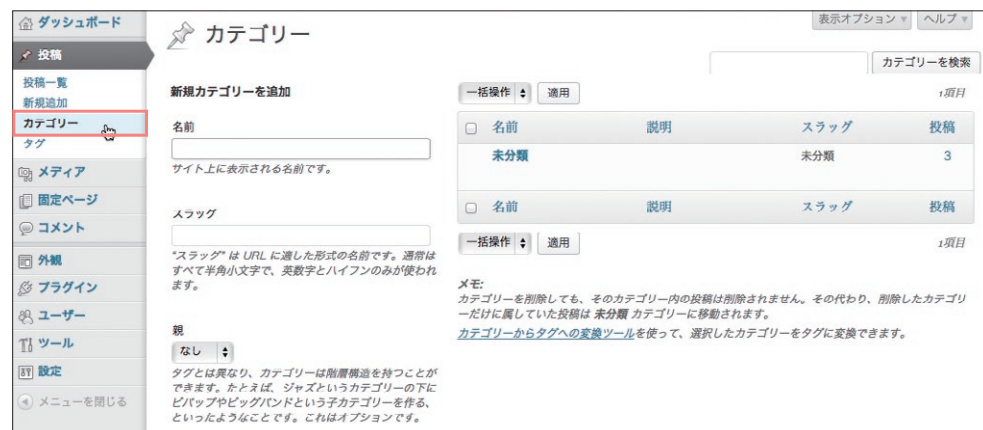 ダッシュボード
投稿
投稿一覧
新規追加
カテゴリー
タグ
メディア
固定ページ
コメント
外観
プラグイン
ユーザー
ツール
設定
メニューを閉じる
カテゴリー
表示オプション
ヘルプ
カテゴリーを検索
新規カテゴリーを追加
名前
サイト上に表示される名前です。
スラッグ
"スラッグ" は URL に適した形式の名前です。通常は
すべて半角小文字で、英数字とハイフンのみが使われ
ます。
親
なし
タグとは異なり、カテゴリーは階層構造を持つことが
できます。たとえば、ジャズというカテゴリーの下に
ビバップやビッグバンドという子カテゴリーを作る、
といったようなことです。これはオプションです。
一括操作 適用 1項目
名前 説明 スラッグ 投稿
未分類 未分類 3
名前 説明 スラッグ 投稿
一括操作 適用 1項目
メモ:
カテゴリーを削除しても、そのカテゴリー内の投稿は削除されません。その代わり、削除したカテゴリ
ーだけに属していた投稿は 未分類 カテゴリーに移動されます。
カテゴリーからタグへの変換ツールを使って、選択したカテゴリーをタグに変換できます。